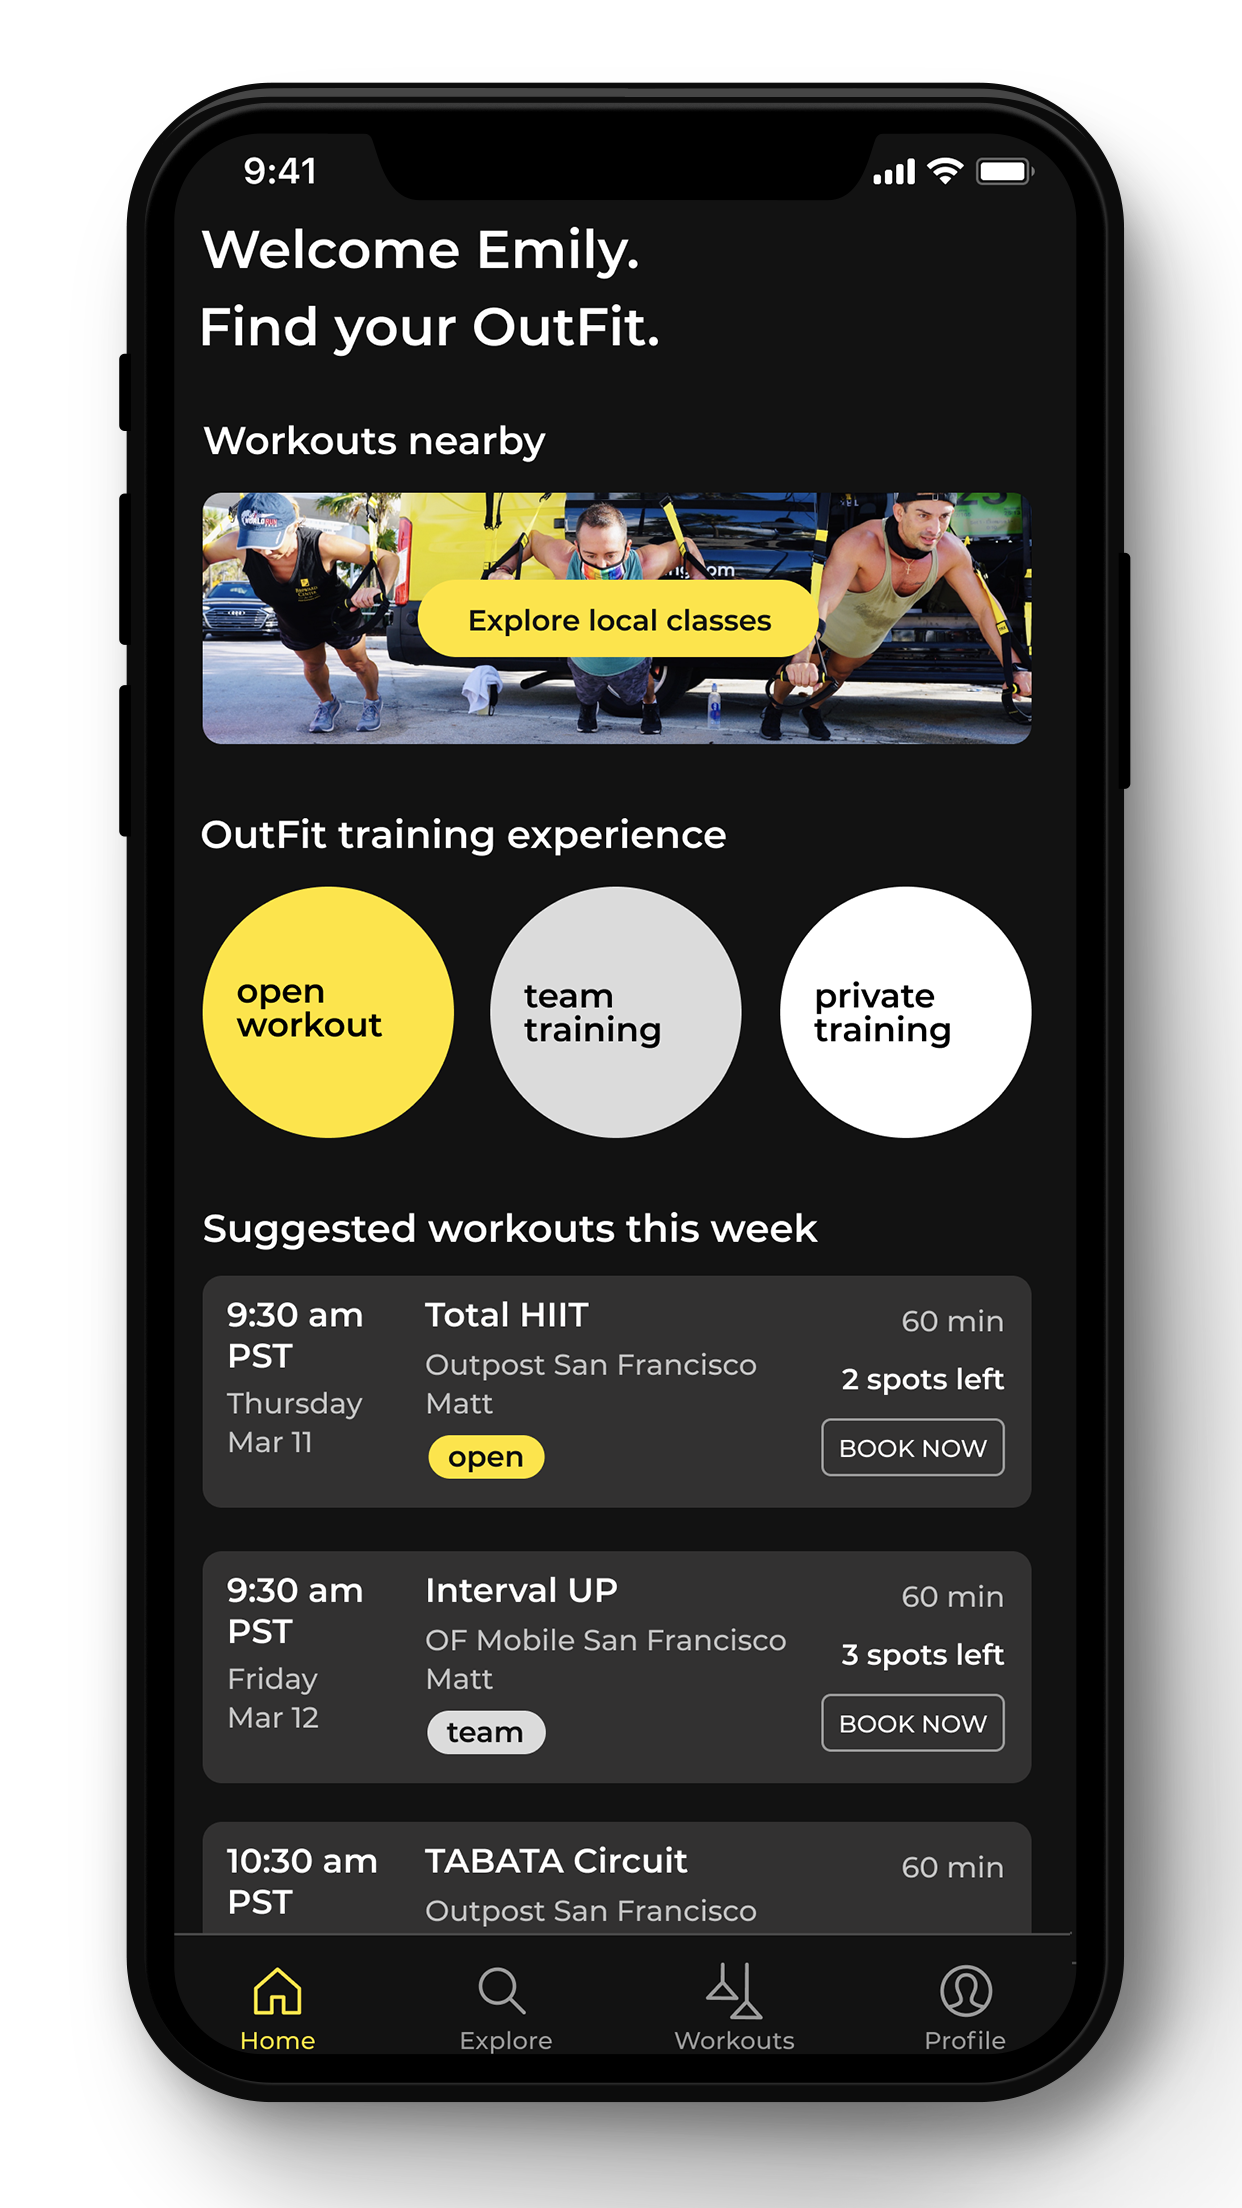 9:41
Welcome Emily.
Find your OutFit.
Workouts nearby
Explore local classes
OutFit training experience
open
workout
team
training
private
training
Suggested workouts this week
9:30 am
PST
Thursday
Mar 11
Total HIIT
Outpost San Francisco
Matt
open
60 min
2 spots left
BOOK NOW
9:30 am
PST
Friday
Mar 12
Interval UP
OF Mobile San Francisco
Matt
team
60 min
3 spots left
BOOK NOW
10:30 am
PST
TABATA Circuit
Outpost San Francisco
60 min
Home
Explore
Workouts
Profile